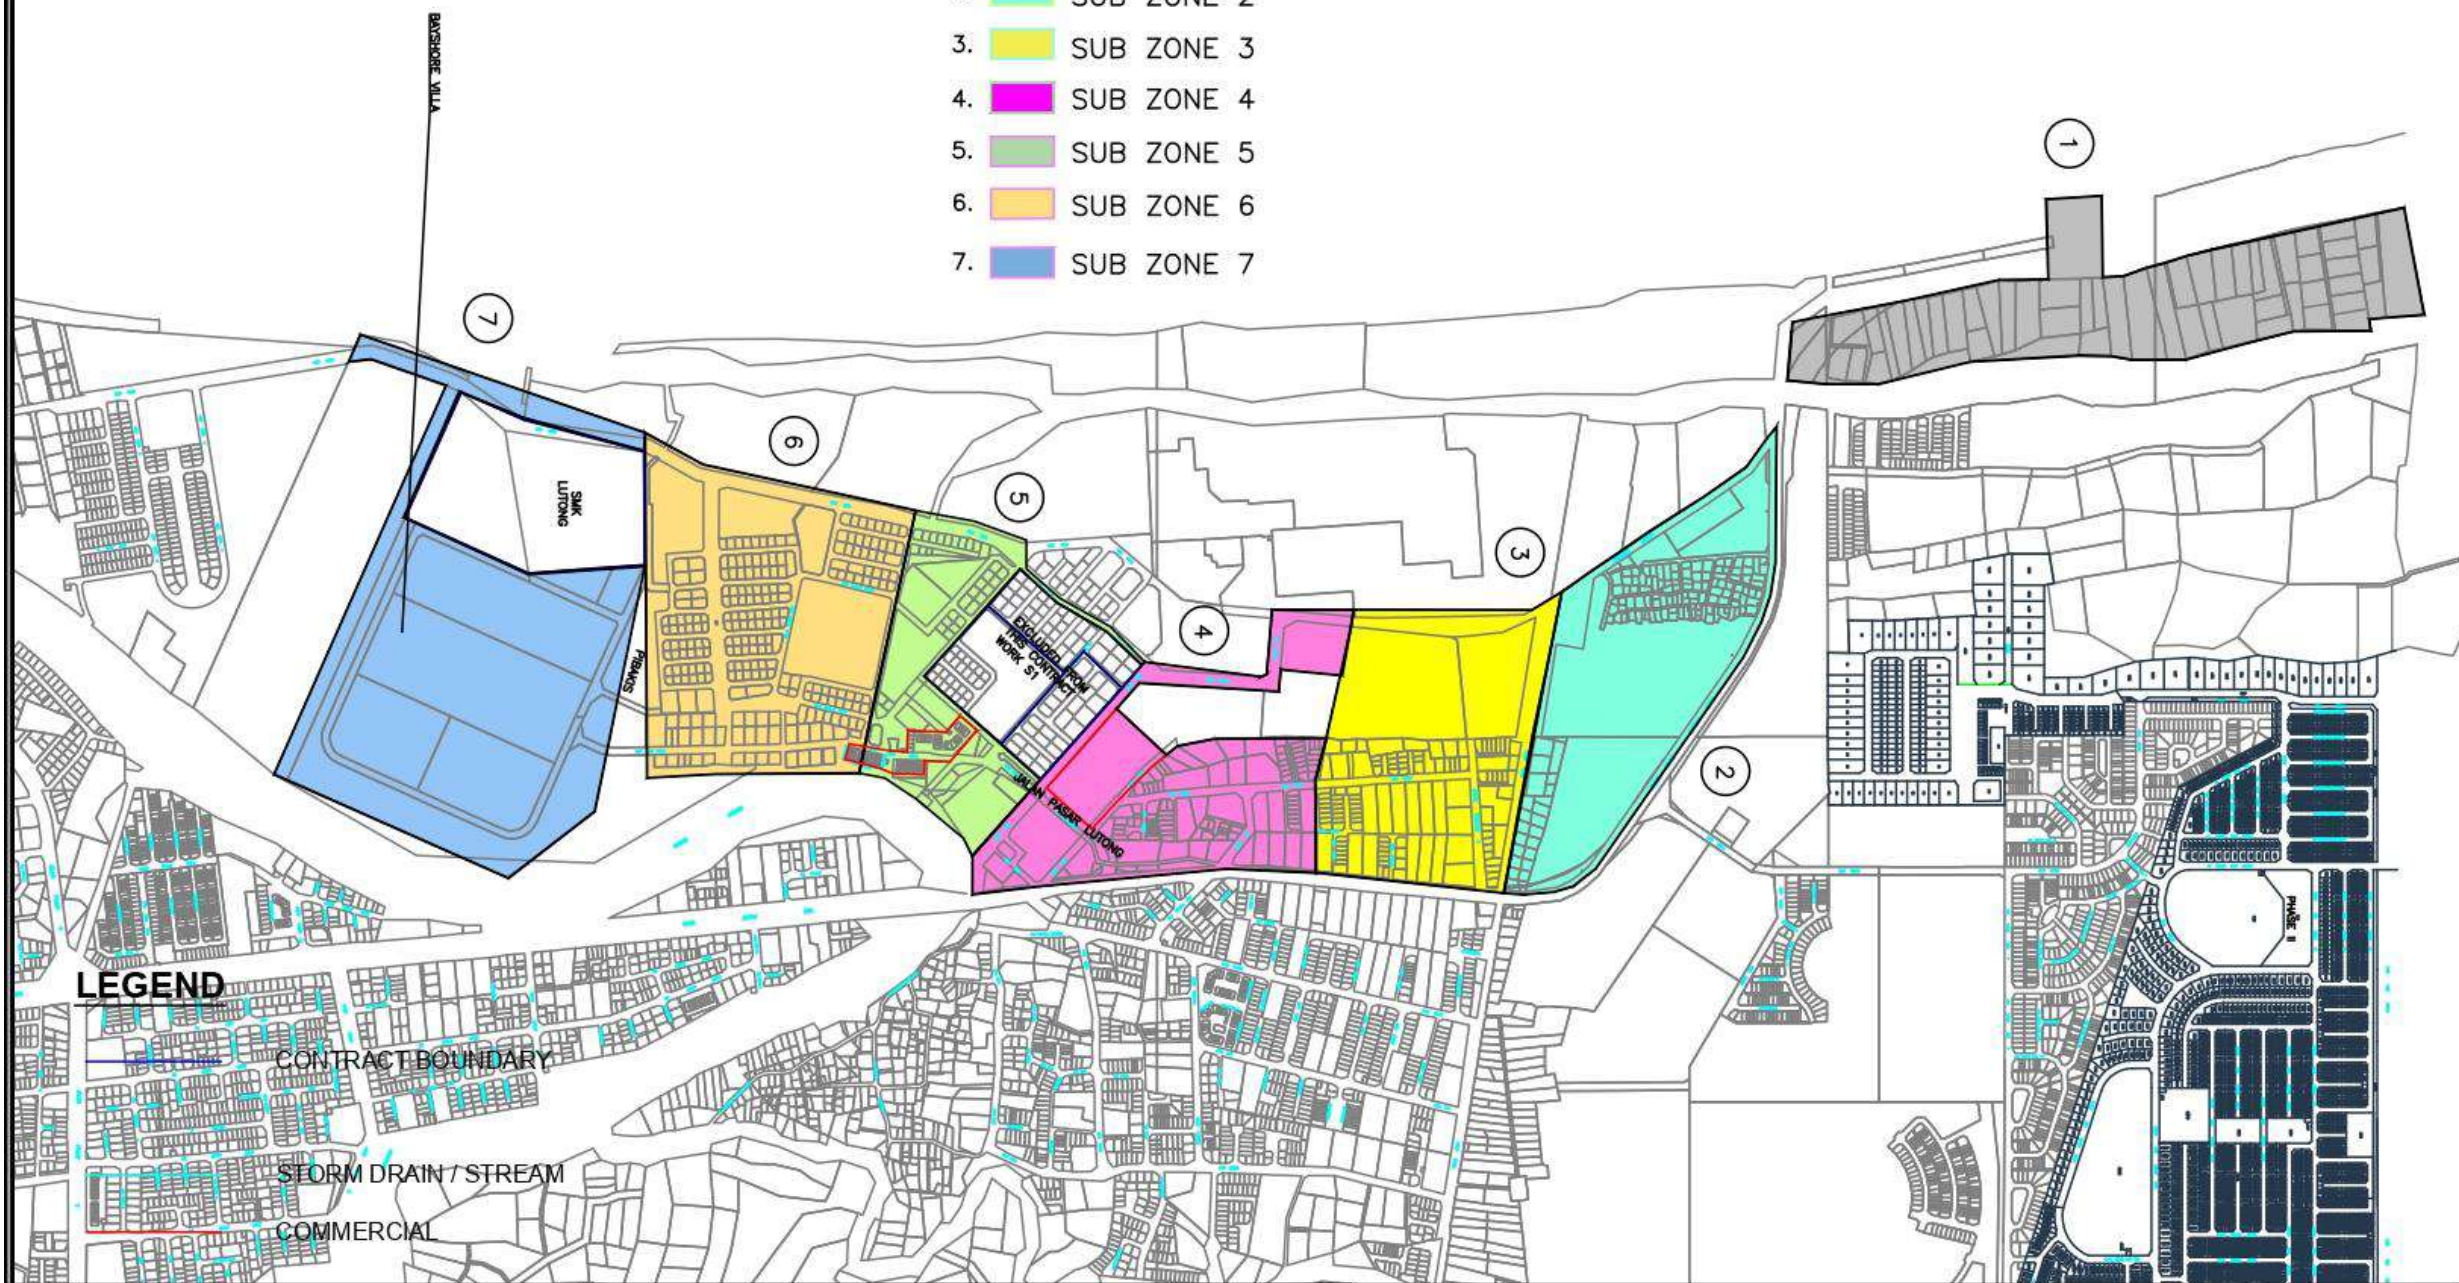 SUB ZONE 2
3. SUB ZONE 3
4. SUB ZONE 4
5. SUB ZONE 5
6. SUB ZONE 6
7. SUB ZONE 7
BAYSHORE VILLA
1
7
6
5
4
3
2
SMK
LUTONG
PIBAKGS
EXCLUDED FROM
THIS CONTRACT
WORK S1
JALAN PASAR LUTONG
PHASE II
LEGEND
CONTRACT BOUNDARY
STORM DRAIN / STREAM
COMMERCIAL